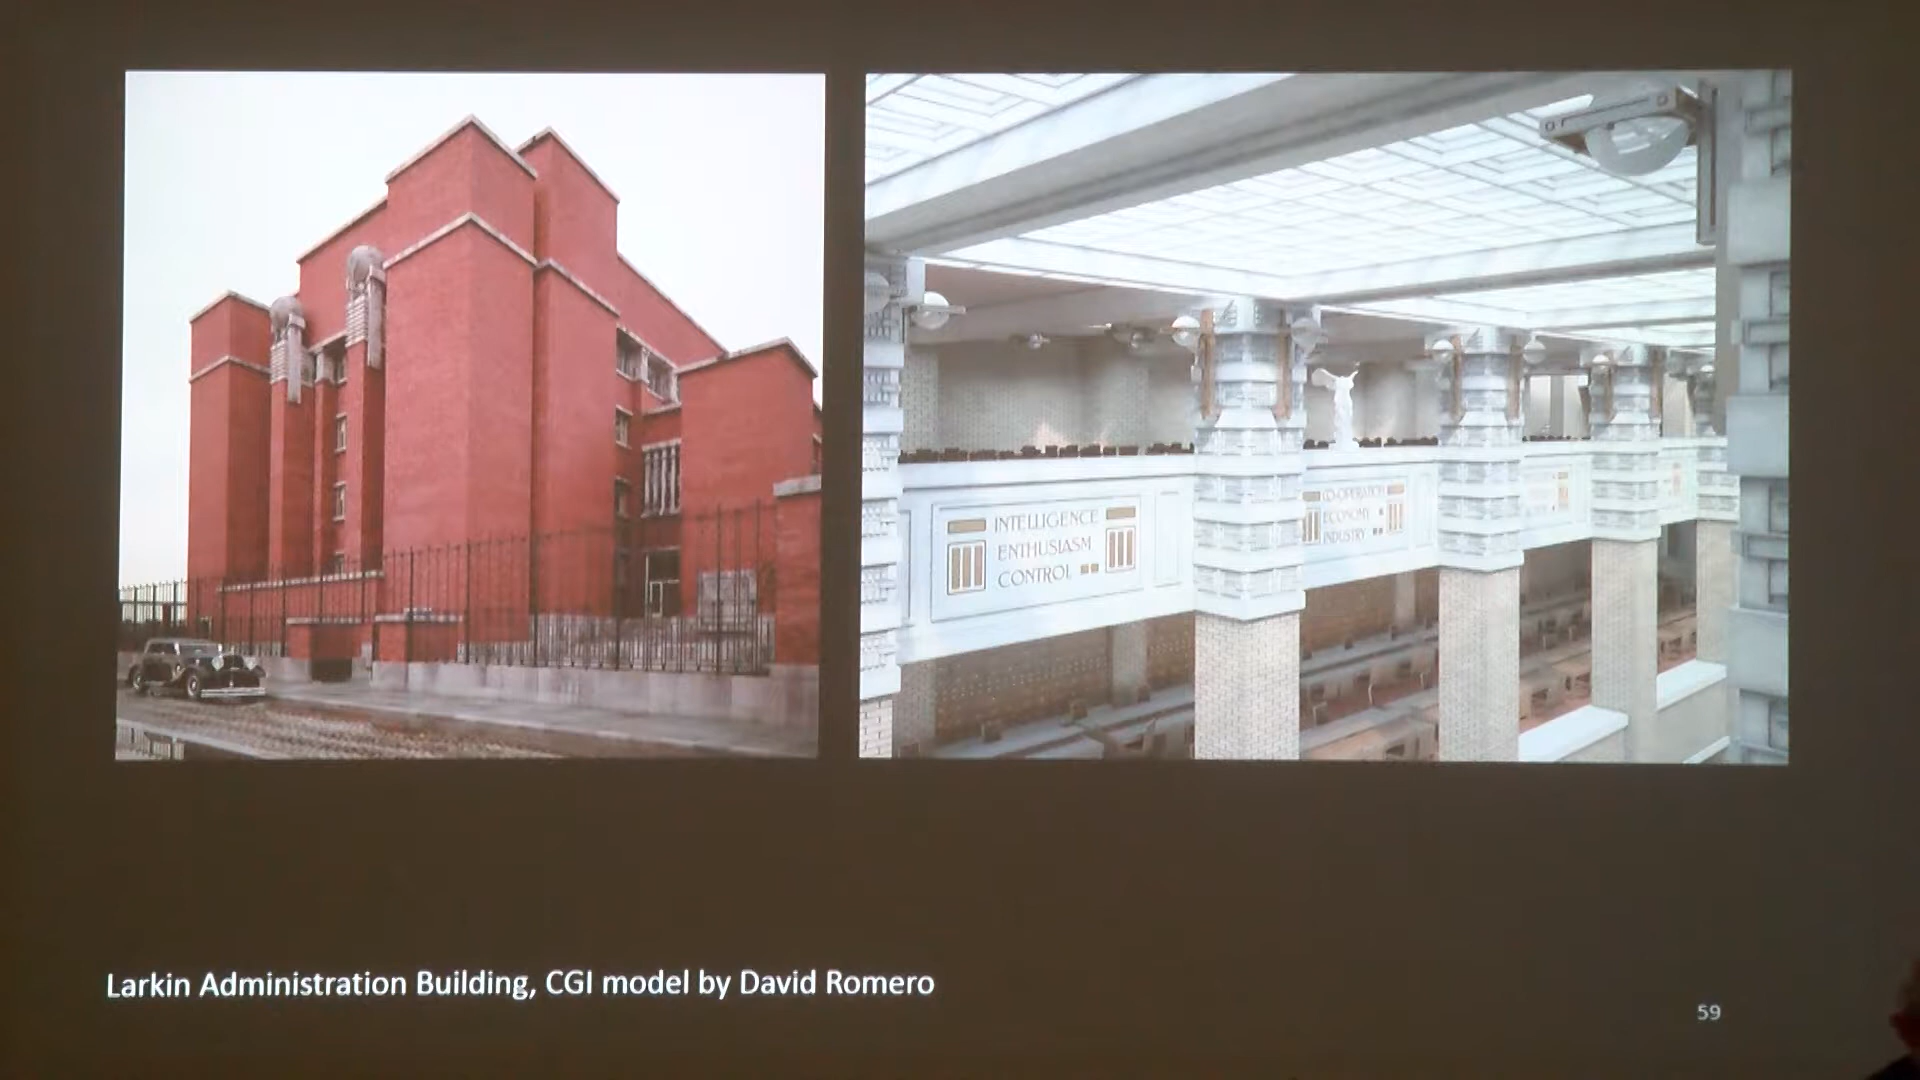 INTELLIGENCE
ENTHUSIASM
CONTROL
CO-OPERATION
ECONOMY
INDUSTRY
Larkin Administration Building, CGI model by David Romero
59